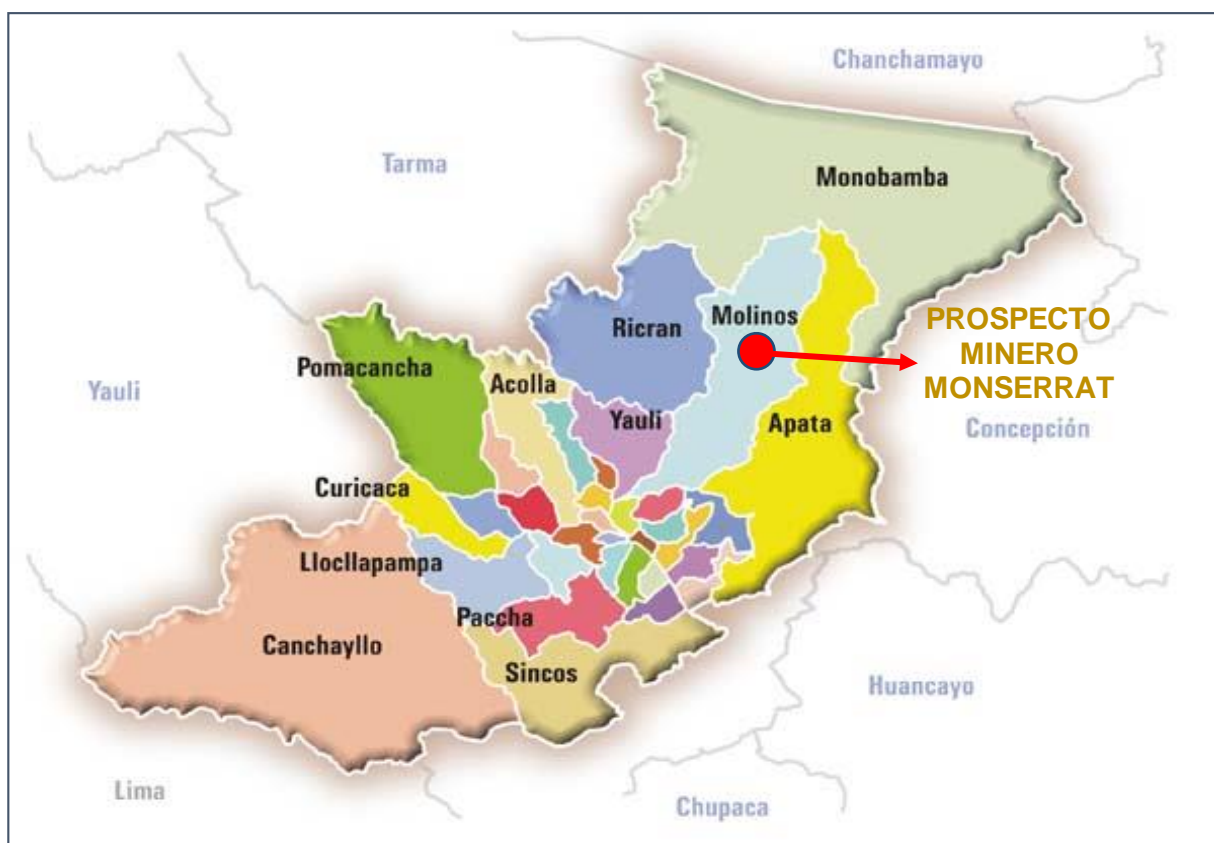 Chanchamayo
Tarma
Monobamba
Molinos
Ricran
PROSPECTO
MINERO
MONSERRAT
Pomacancha
Acolla
Yauli
Yauli
Apata
Concepción
Curicaca
Llocllapampa
Paccha
Canchayllo
Sincos
Huancayo
Lima
Chupaca